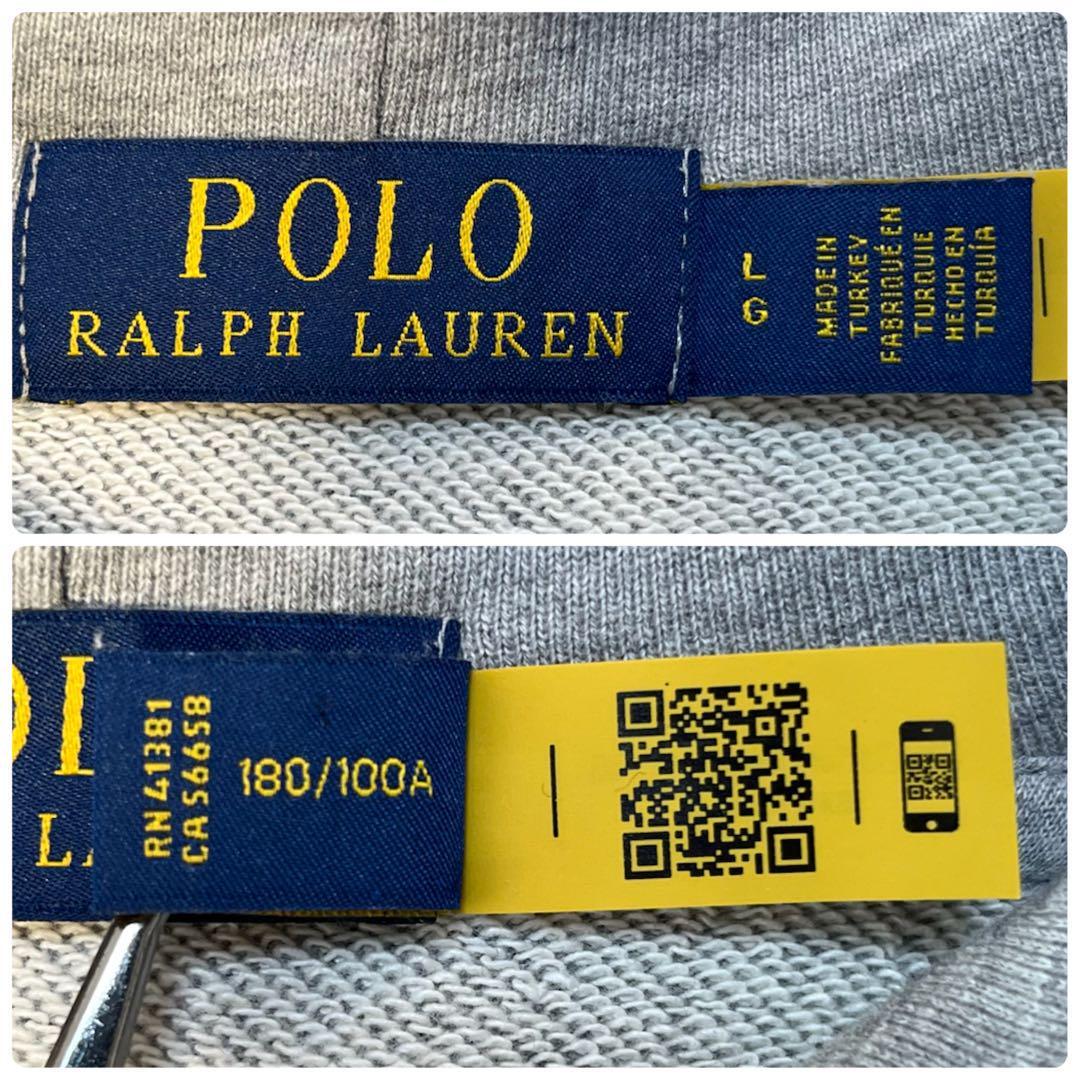 POLO
RALPH LAUREN
L
G
MADE IN
TURKEY
FABRIQUÉ EN
TURQUIE
HECHO EN
TURQUÍA
RN 41381
CA 56658
180/100A